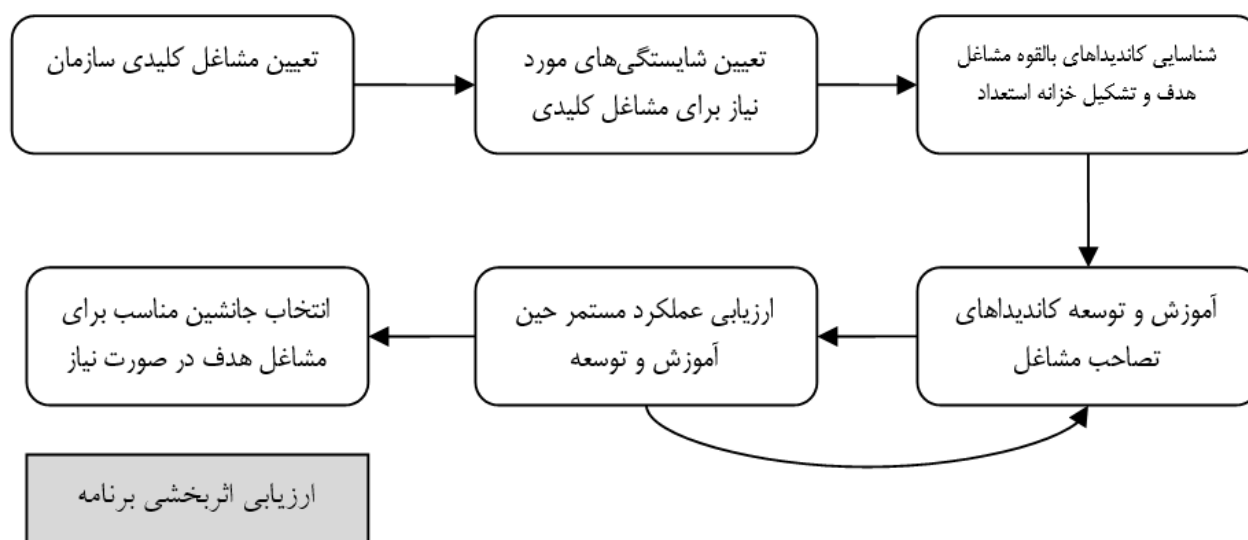 تعیین مشاغل کلیدی سازمان
تعیین شایستگی‌های مورد
نیاز برای مشاغل کلیدی
شناسایی کاندیداهای بالقوه مشاغل
هدف و تشکیل خزانه استعداد
آموزش و توسعه کاندیداهای
تصاحب مشاغل
ارزیابی عملکرد مستمر حین
آموزش و توسعه
انتخاب جانشین مناسب برای
مشاغل هدف در صورت نیاز
ارزیابی اثربخشی برنامه